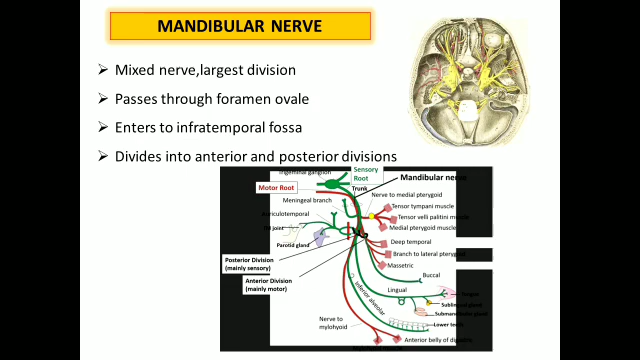 MANDIBULAR NERVE
Mixed nerve,largest division
Passes through foramen ovale
Enters to infratemporal fossa
Divides into anterior and posterior divisions
Trigeminal ganglion
Sensory
Root
Motor Root
Trunk
Mandibular nerve
Meningeal branch
Nerve to medial pterygoid
Auriculotemporal
Tensor tympani muscle
Tensor velli palitini muscle
Medial pterygoid muscle
TM joint
Parotid gland
Deep temporal
Branch to lateral pterygoid
Massetric
Posterior Division
(mainly sensory)
Anterior Division
(mainly motor)
Buccal
Lingual
Tongue
Inferior alveolar
Sublingual gland
Submandibular gland
Lower teeth
Nerve to
mylohyoid
Anterior belly of